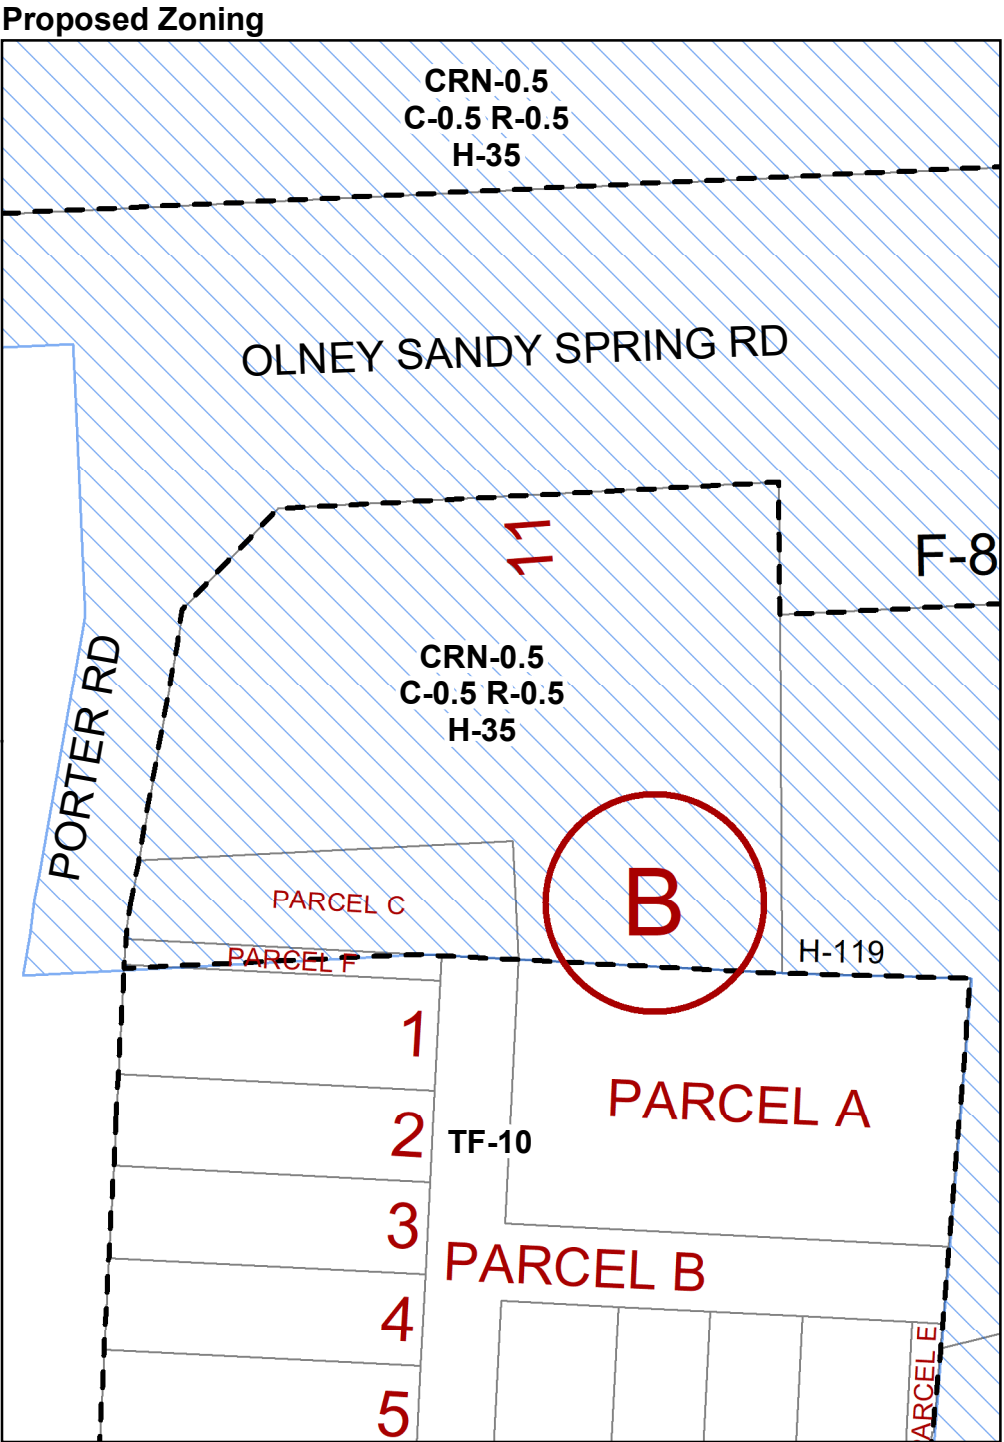 Proposed Zoning
CRN-0.5
C-0.5 R-0.5
H-35
OLNEY SANDY SPRING RD
11
F-8
CRN-0.5
C-0.5 R-0.5
H-35
PORTER RD
B
PARCEL C
H-119
PARCEL F
1
PARCEL A
2
TF-10
3
PARCEL B
4
PARCEL E
5